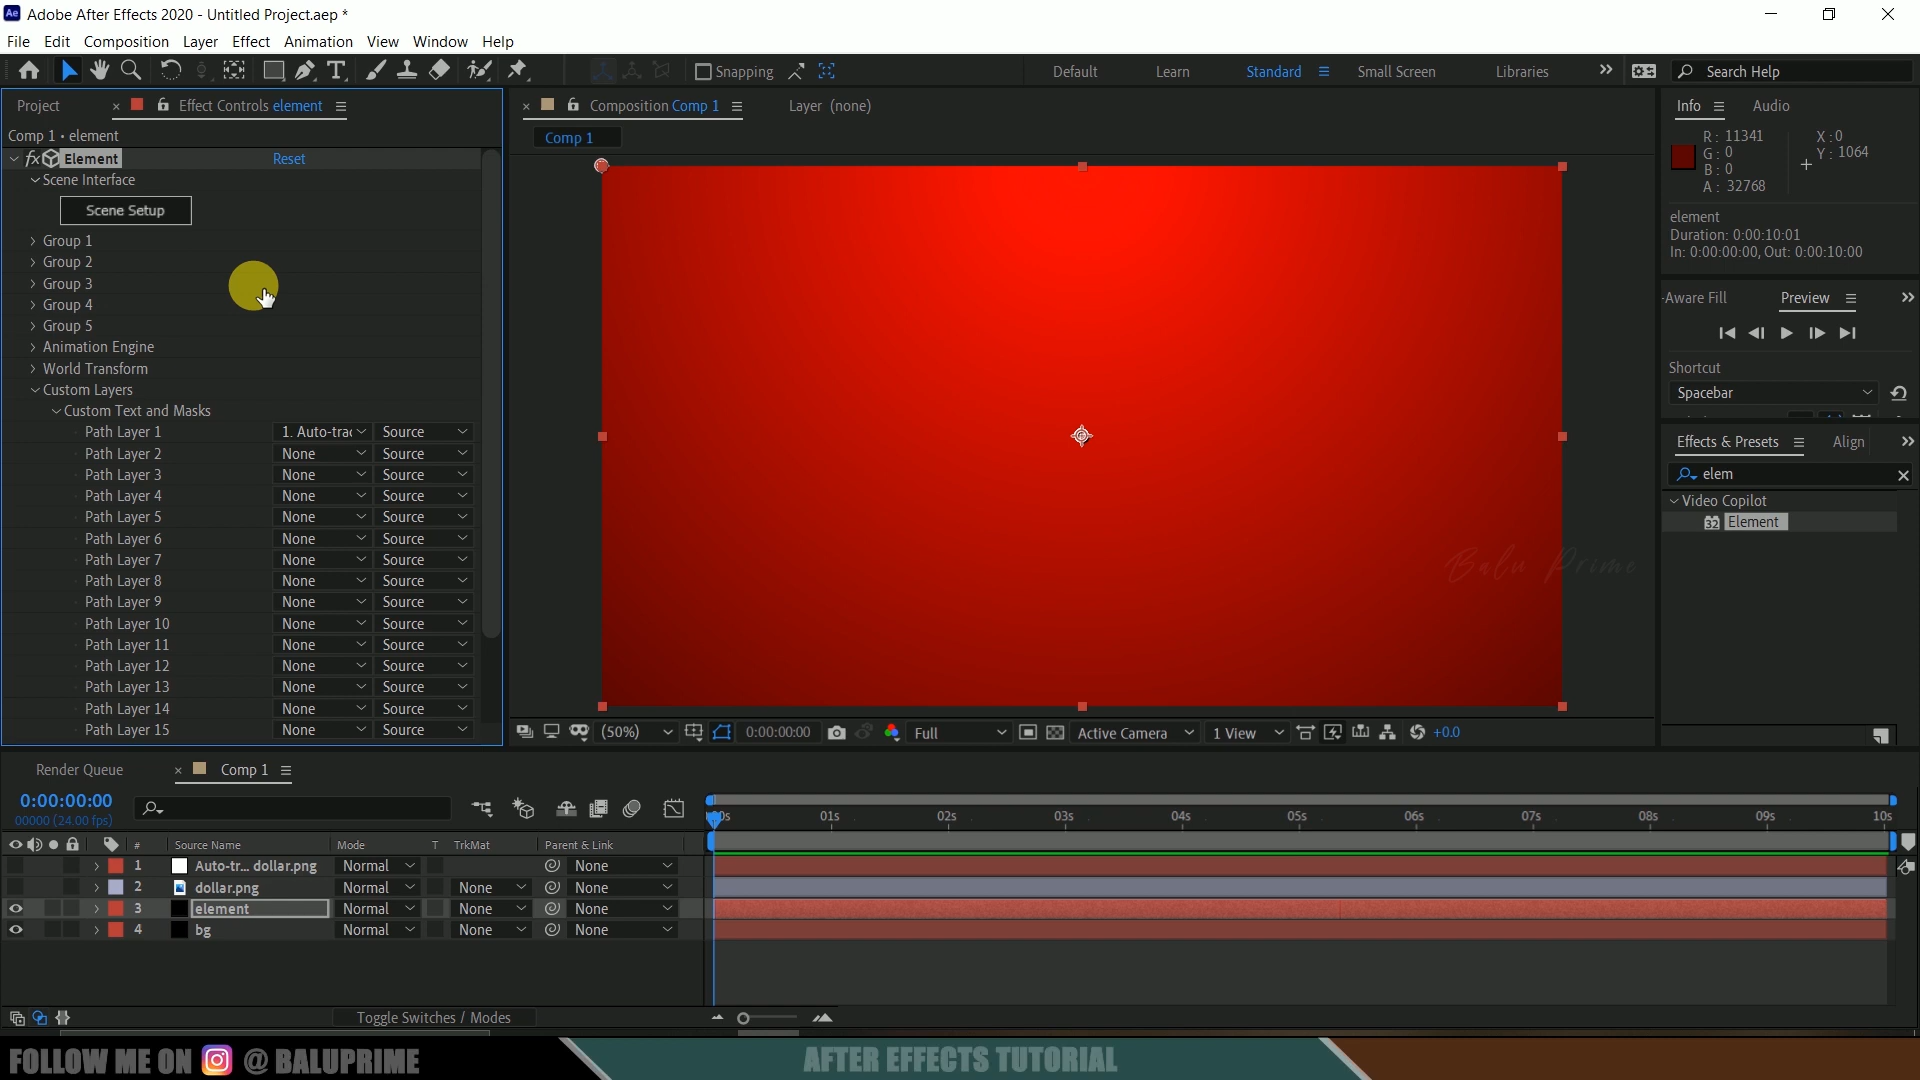 Ae Adobe After Effects 2020 - Untitled Project.aep *
File Edit Composition Layer Effect Animation View Window Help
Snapping Default Learn Standard Small Screen Libraries Search Help
Project Effect Controls element
Composition Comp 1 Layer (none)
Info Audio
Comp 1 • element
Comp 1
R: 11341 X: 0
G: 0 Y: 1064
B: 0
A: 32768
fx Element Reset
Scene Interface
Scene Setup
element
Duration: 0:00:10:01
In: 0:00:00:00, Out: 0:00:10:00
Group 1
Group 2
Group 3
Group 4
Group 5
Animation Engine
World Transform
Custom Layers
Custom Text and Masks
Path Layer 1 1. Auto-trac Source
Path Layer 2 None Source
Path Layer 3 None Source
Path Layer 4 None Source
Path Layer 5 None Source
Path Layer 6 None Source
Path Layer 7 None Source
Path Layer 8 None Source
Path Layer 9 None Source
Path Layer 10 None Source
Path Layer 11 None Source
Path Layer 12 None Source
Path Layer 13 None Source
Path Layer 14 None Source
Path Layer 15 None Source
-Aware Fill Preview
Shortcut
Spacebar
Effects & Presets Align
elem
Video Copilot
32 Element
Balu Prime
(50%) 0:00:00:00 Full Active Camera 1 View +0.0
Render Queue Comp 1
0:00:00:00
00000 (24.00 fps)
00s 01s 02s 03s 04s 05s 06s 07s 08s 09s 10s
# Source Name Mode T TrkMat Parent & Link
1 Auto-tr... dollar.png Normal None
2 dollar.png Normal None None
3 element Normal None None
4 bg Normal None None
Toggle Switches / Modes
FOLLOW ME ON @ BALUPRIME
AFTER EFFECTS TUTORIAL